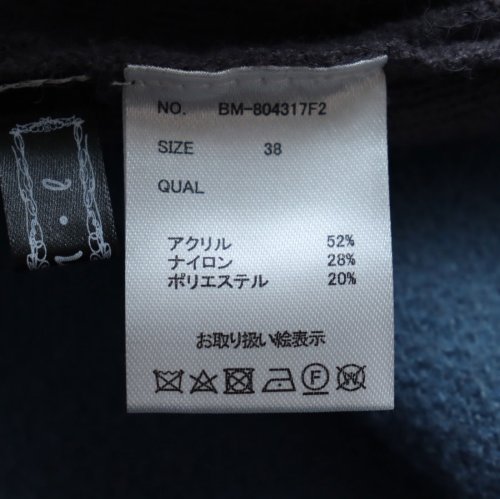 NO. BM-804317F2
SIZE 38
QUAL
アクリル 52%
ナイロン 28%
ポリエステル 20%
お取り扱い絵表示
F W